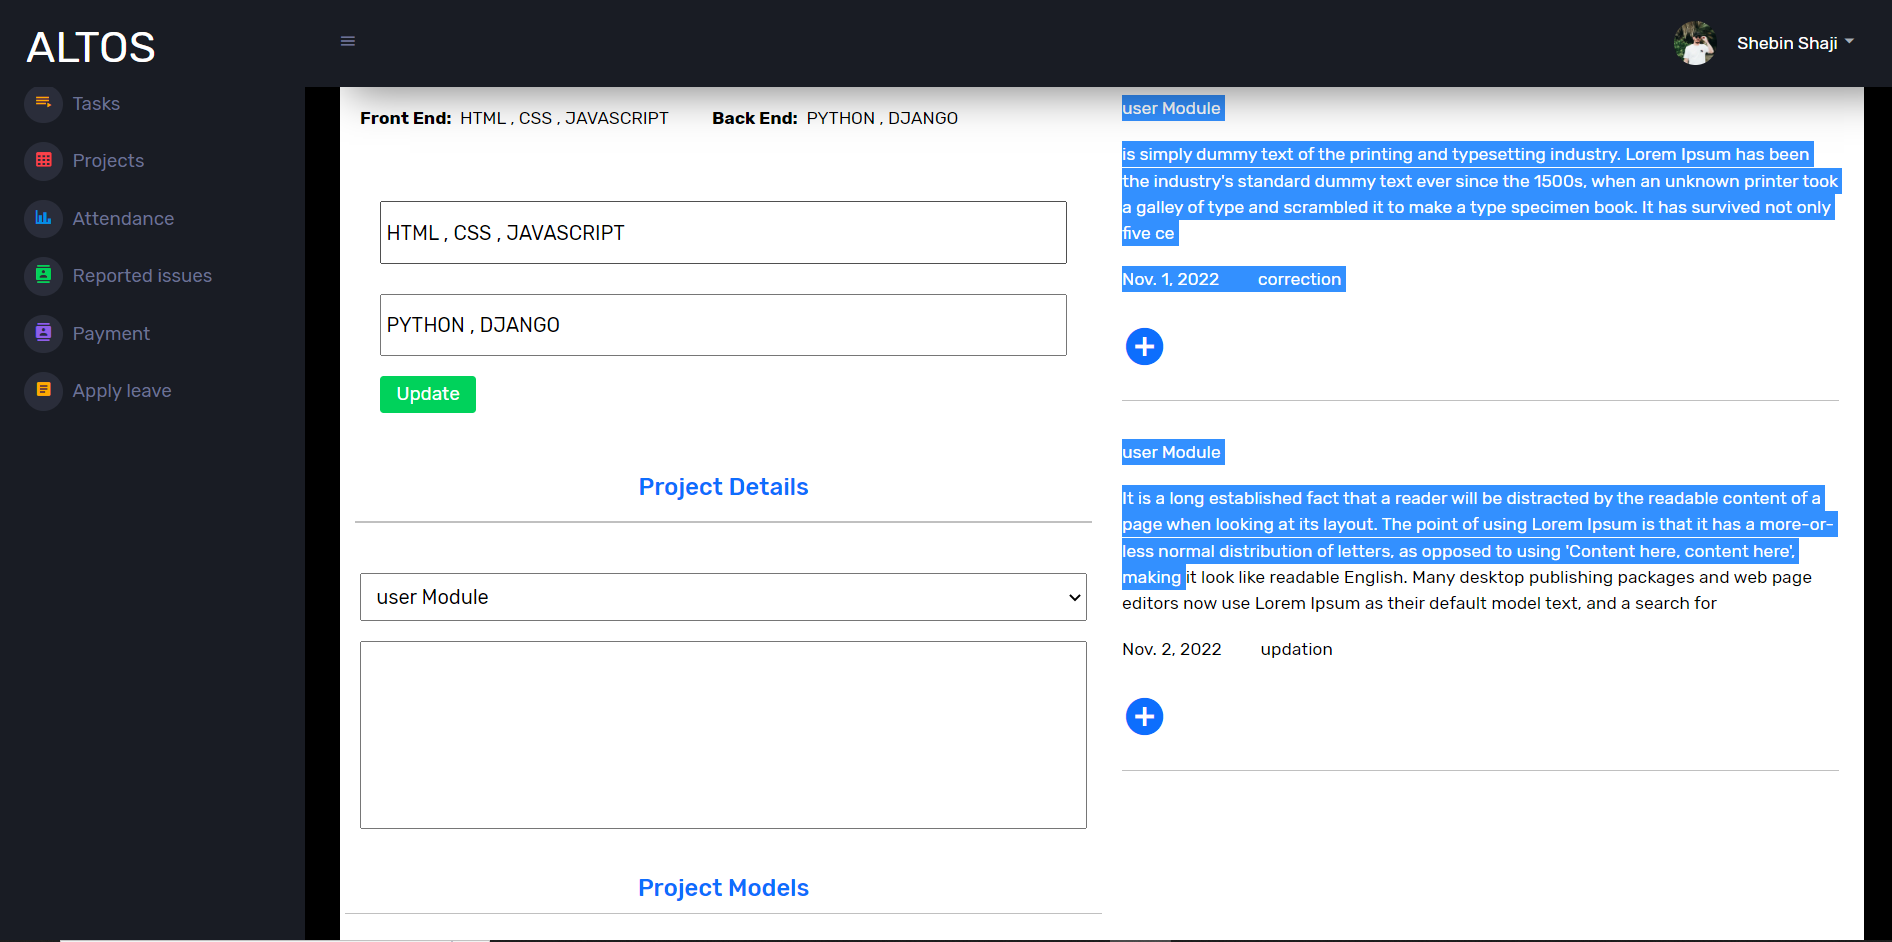 ALTOS
Shebin Shaji
Tasks
Projects
Attendance
Reported issues
Payment
Apply leave
Front End: HTML , CSS , JAVASCRIPT Back End: PYTHON , DJANGO
HTML , CSS , JAVASCRIPT
PYTHON , DJANGO
Update
Project Details
user Module
Project Models
user Module
is simply dummy text of the printing and typesetting industry. Lorem Ipsum has been
the industry's standard dummy text ever since the 1500s, when an unknown printer took
a galley of type and scrambled it to make a type specimen book. It has survived not only
five ce
Nov. 1, 2022 correction
user Module
It is a long established fact that a reader will be distracted by the readable content of a
page when looking at its layout. The point of using Lorem Ipsum is that it has a more-or-
less normal distribution of letters, as opposed to using 'Content here, content here',
making it look like readable English. Many desktop publishing packages and web page
editors now use Lorem Ipsum as their default model text, and a search for
Nov. 2, 2022 updation